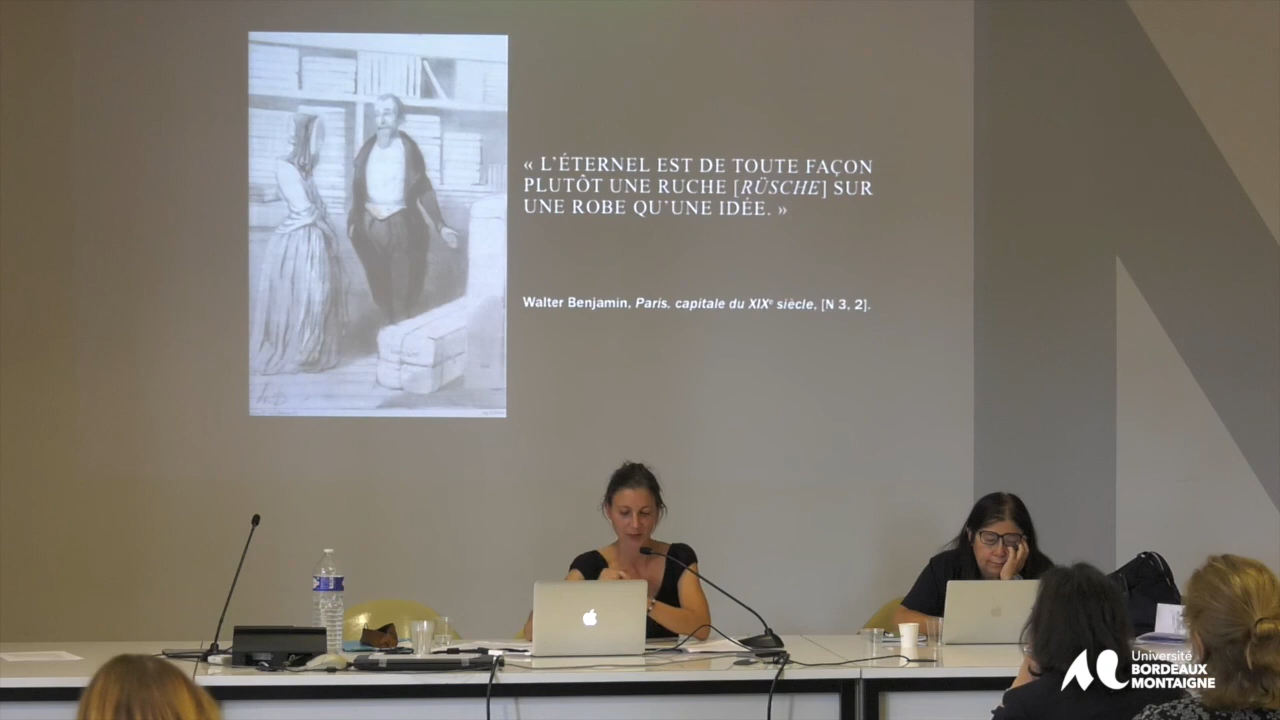 « L'ÉTERNEL EST DE TOUTE FAÇON
PLUTÔT UNE RUCHE [RÜSCHE] SUR
UNE ROBE QU'UNE IDÉE. »
Walter Benjamin, Paris, capitale du XIXe siècle, [N 3, 2].
Université
BORDEAUX
MONTAIGNE